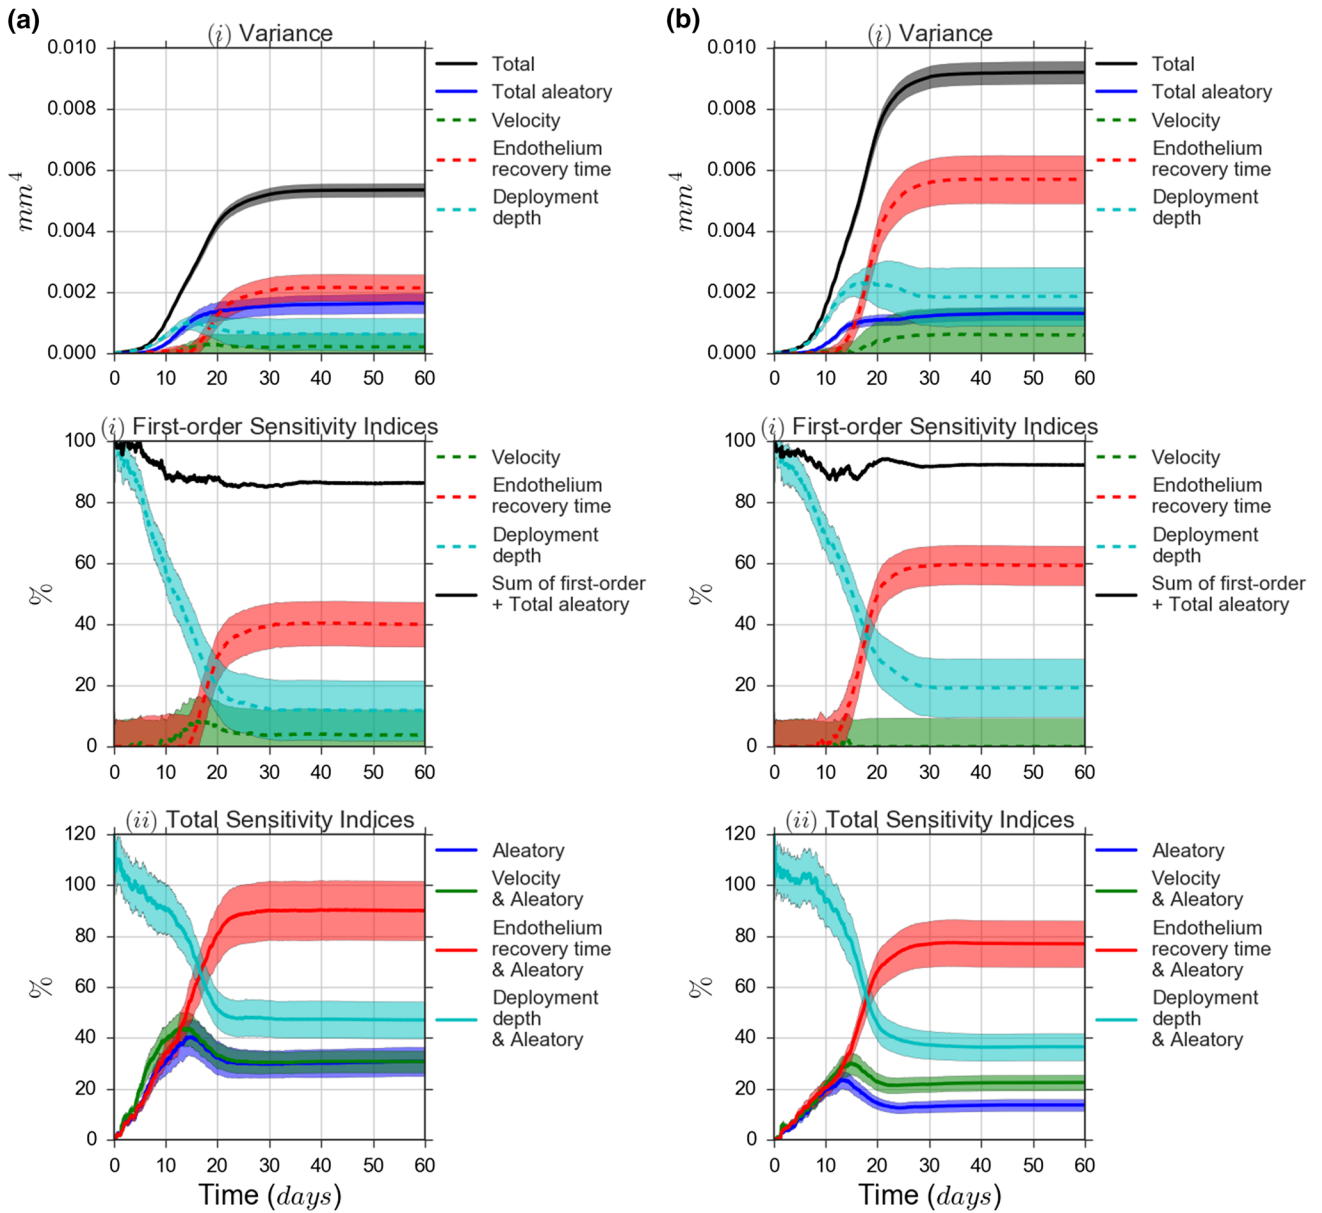 (a)
(i) Variance
0.010
0.008
0.006
0.004
0.002
0.000
mm⁴
0 10 20 30 40 50 60
Total
Total aleatory
Velocity
Endothelium
recovery time
Deployment
depth
(i) First-order Sensitivity Indices
100
80
60
40
20
0
%
0 10 20 30 40 50 60
Velocity
Endothelium
recovery time
Deployment
depth
Sum of first-order
+ Total aleatory
(ii) Total Sensitivity Indices
120
100
80
60
40
20
0
%
0 10 20 30 40 50 60
Time (days)
Aleatory
Velocity
& Aleatory
Endothelium
recovery time
& Aleatory
Deployment
depth
& Aleatory
(b)
(i) Variance
0.010
0.008
0.006
0.004
0.002
0.000
mm⁴
0 10 20 30 40 50 60
Total
Total aleatory
Velocity
Endothelium
recovery time
Deployment
depth
(i) First-order Sensitivity Indices
100
80
60
40
20
0
%
0 10 20 30 40 50 60
Velocity
Endothelium
recovery time
Deployment
depth
Sum of first-order
+ Total aleatory
(ii) Total Sensitivity Indices
120
100
80
60
40
20
0
%
0 10 20 30 40 50 60
Time (days)
Aleatory
Velocity
& Aleatory
Endothelium
recovery time
& Aleatory
Deployment
depth
& Aleatory